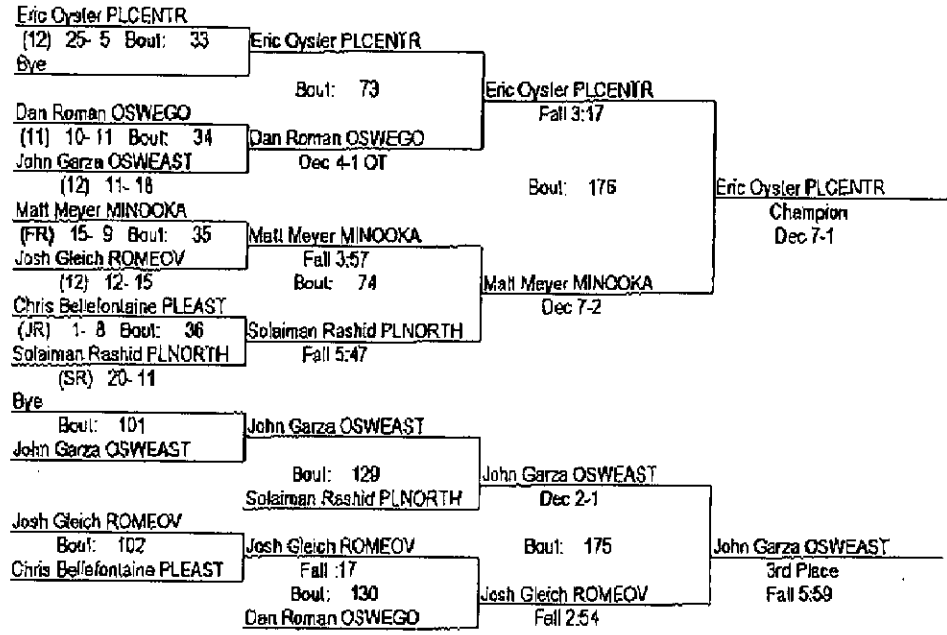 Eric Oysler PLCENTR
(12) 25- 5 Bout: 33
Bye
Eric Oysler PLCENTR
Bout: 73
Dan Roman OSWEGO
(11) 10- 11 Bout: 34
John Garza OSWEAST
(12) 11- 18
Dan Roman OSWEGO
Dec 4-1 OT
Eric Oysler PLCENTR
Fall 3:17
Matt Meyer MINOOKA
(FR) 15- 9 Bout: 35
Josh Gleich ROMEOV
(12) 12- 15
Matt Meyer MINOOKA
Fall 3:57
Bout: 74
Chris Bellefontaine PLEAST
(JR) 1- 8 Bout: 36
Solaiman Rashid PLNORTH
(SR) 20- 11
Solaiman Rashid PLNORTH
Fall 5:47
Matt Meyer MINOOKA
Dec 7-2
Bout: 176
Eric Oysler PLCENTR
Champion
Dec 7-1
Bye
Bout: 101
John Garza OSWEAST
John Garza OSWEAST
Bout: 129
Solaiman Rashid PLNORTH
John Garza OSWEAST
Dec 2-1
Josh Gleich ROMEOV
Bout: 102
Chris Bellefontaine PLEAST
Josh Gleich ROMEOV
Fall :17
Bout: 130
Dan Roman OSWEGO
Josh Gleich ROMEOV
Fall 2:54
Bout: 175
John Garza OSWEAST
3rd Place
Fall 5:59